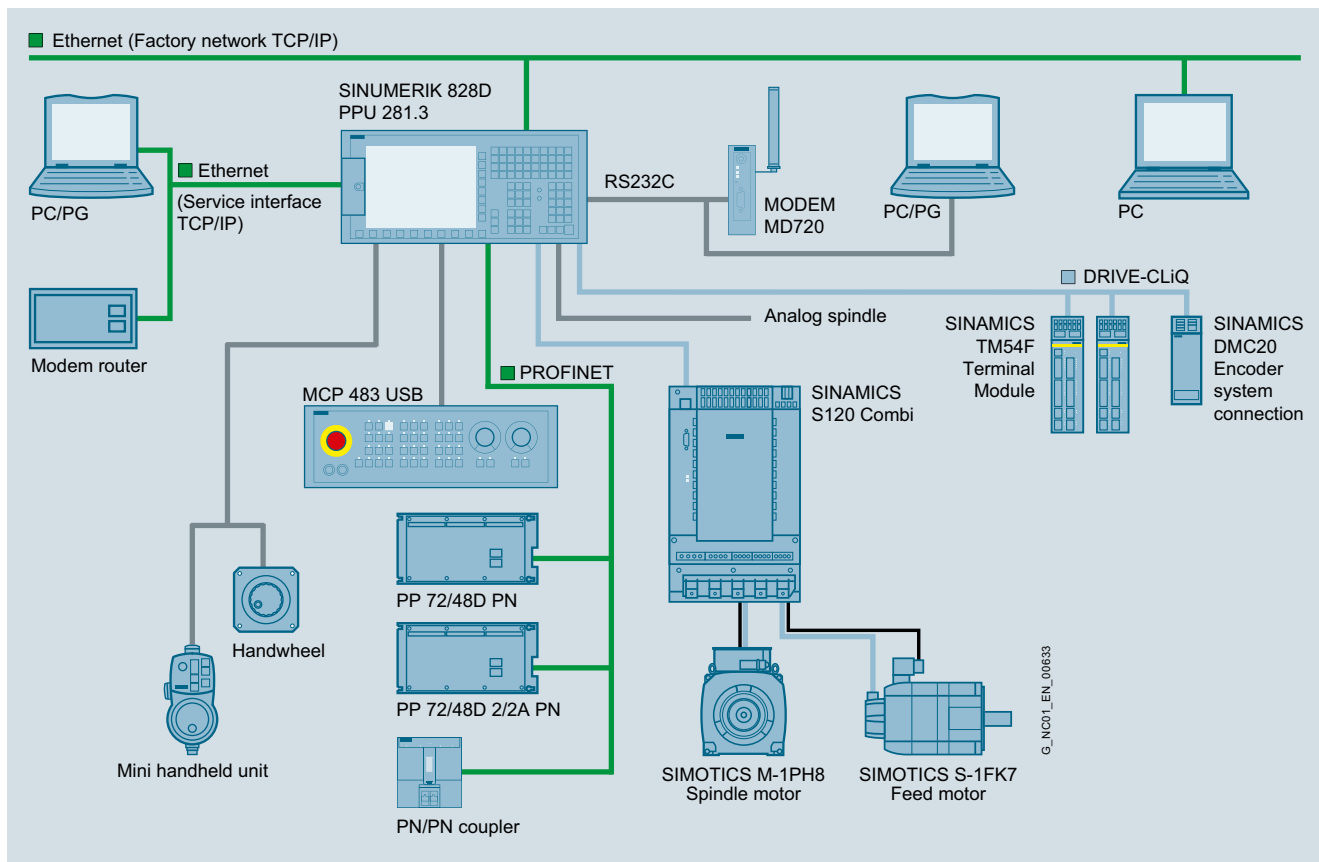 Ethernet (Factory network TCP/IP)
SINUMERIK 828D
PPU 281.3
PC/PG
Ethernet
(Service interface
TCP/IP)
Modem router
RS232C
MODEM
MD720
PC/PG
PC
DRIVE-CLiQ
Analog spindle
SINAMICS
TM54F
Terminal
Module
SINAMICS
DMC20
Encoder
system
connection
PROFINET
MCP 483 USB
SINAMICS
S120 Combi
PP 72/48D PN
Handwheel
PP 72/48D 2/2A PN
Mini handheld unit
PN/PN coupler
SIMOTICS M-1PH8
Spindle motor
SIMOTICS S-1FK7
Feed motor
G_NC01_EN_00633